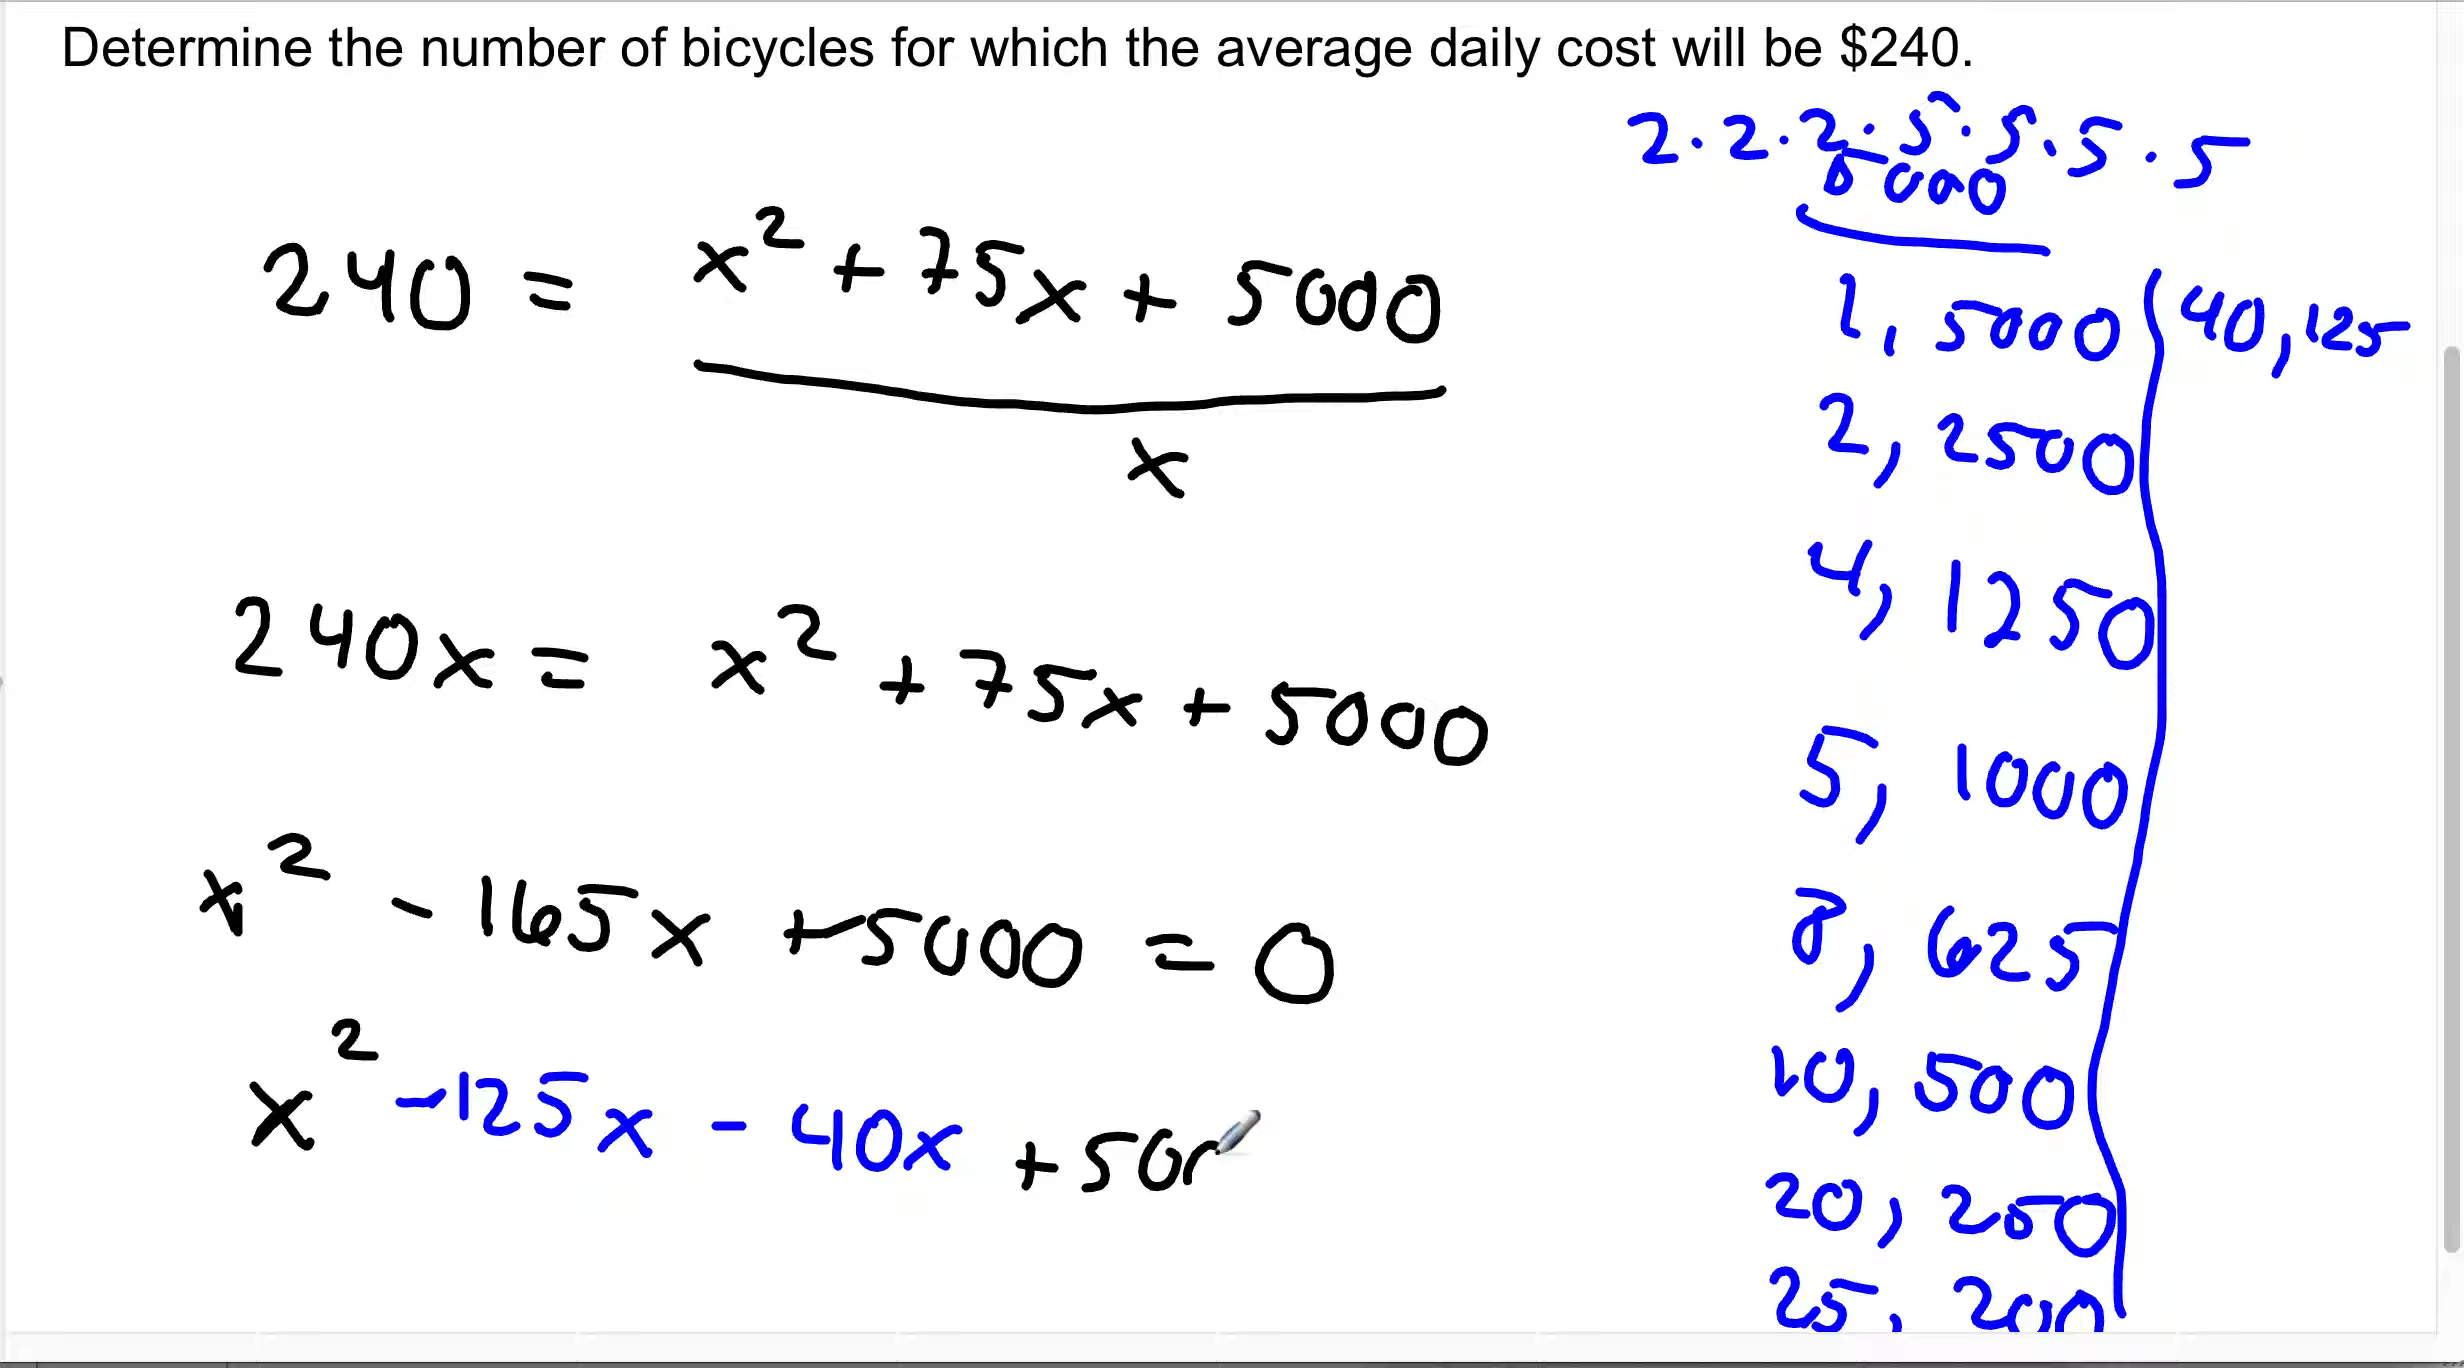 Determine the number of bicycles for which the average daily cost will be $240.
2·2·2·5·5·5·5
5000
240 = x² + 75x + 5000
x
1, 5000 | 40, 125
2, 2500
4, 1250
240x = x² + 75x + 5000
5, 1000
x² - 165x + 5000 = 0
8, 625
x² - 125x - 40x + 500
10, 500
20, 250
25, 200